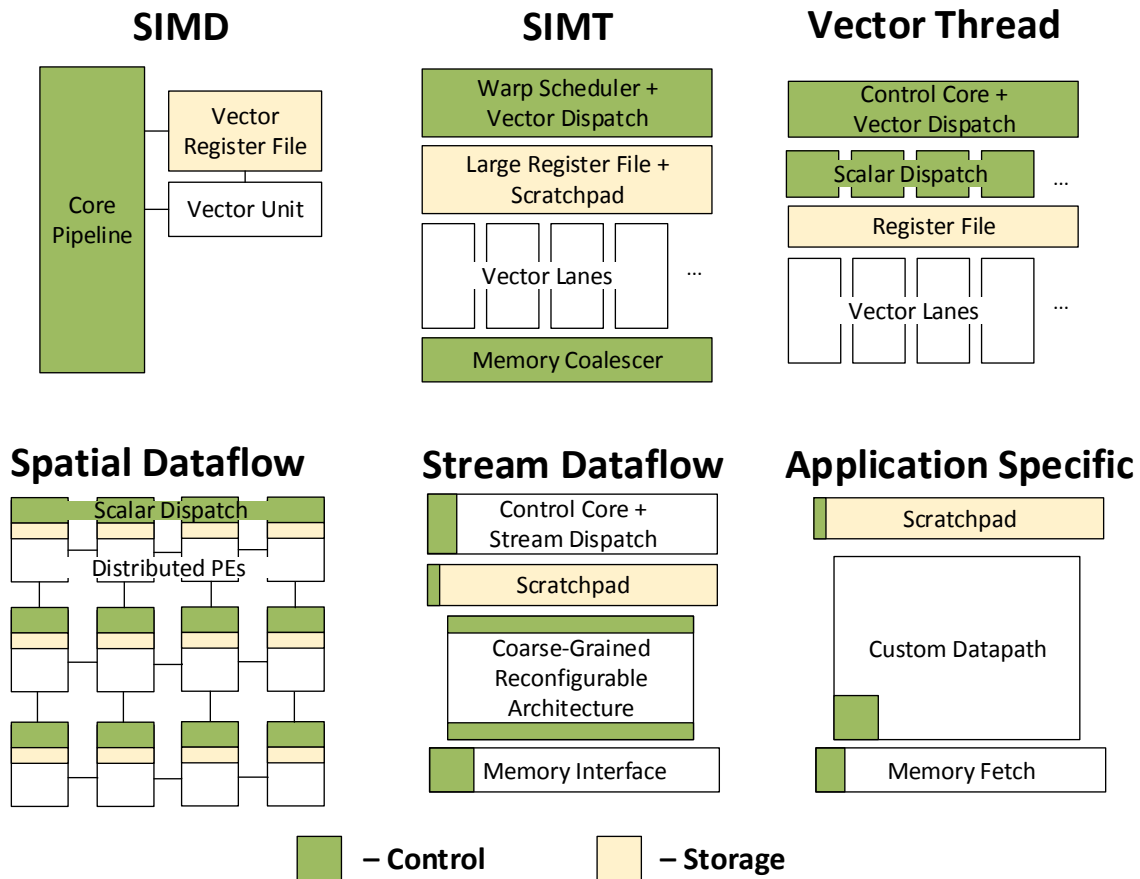 SIMD
Core
Pipeline
Vector
Register File
Vector Unit
SIMT
Warp Scheduler +
Vector Dispatch
Large Register File +
Scratchpad
Vector Lanes
...
Memory Coalescer
Vector Thread
Control Core +
Vector Dispatch
Scalar Dispatch
...
Register File
Vector Lanes
...
Spatial Dataflow
Scalar Dispatch
Distributed PEs
Stream Dataflow
Control Core +
Stream Dispatch
Scratchpad
Coarse-Grained
Reconfigurable
Architecture
Memory Interface
Application Specific
Scratchpad
Custom Datapath
Memory Fetch
– Control
– Storage